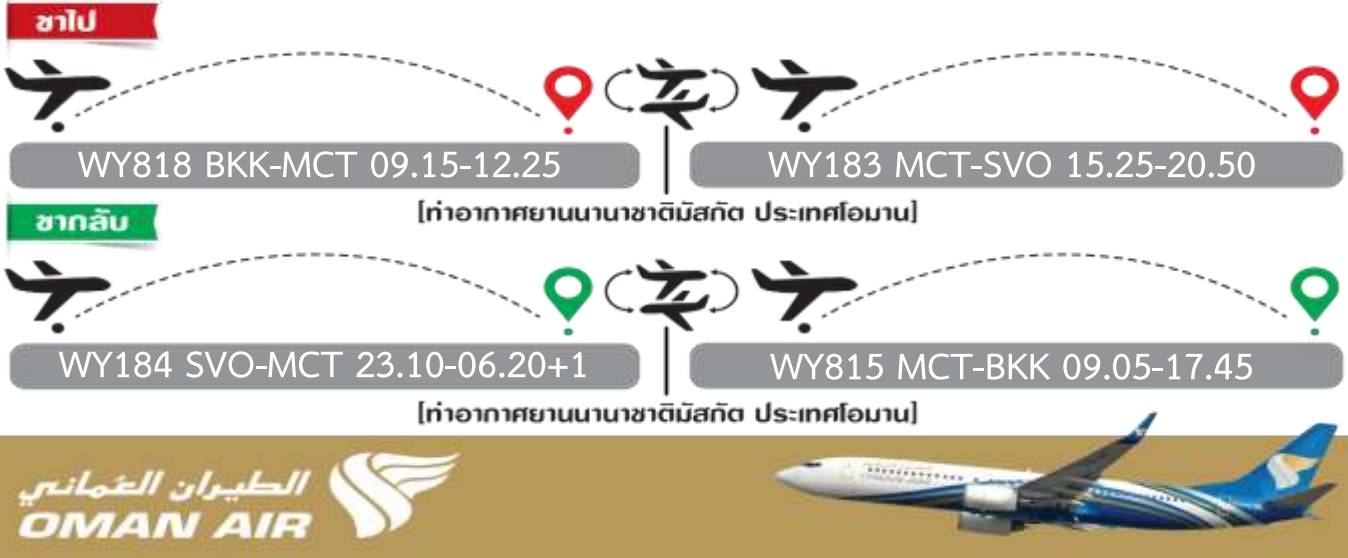 ขาไป
WY818 BKK-MCT 09.15-12.25
WY183 MCT-SVO 15.25-20.50
[ท่าอากาศยานนานาชาติมัสกัต ประเทศโอมาน]
ขากลับ
WY184 SVO-MCT 23.10-06.20+1
WY815 MCT-BKK 09.05-17.45
[ท่าอากาศยานนานาชาติมัสกัต ประเทศโอมาน]
الطيران العُماني
OMAN AIR